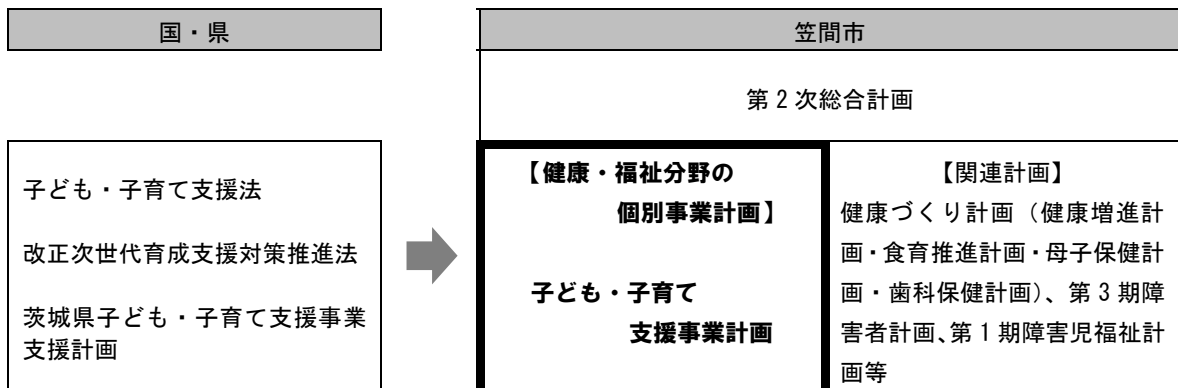 国・県
笠間市
第2次総合計画
子ども・子育て支援法
改正次世代育成支援対策推進法
茨城県子ども・子育て支援事業
支援計画
【健康・福祉分野の
個別事業計画】
子ども・子育て
支援事業計画
【関連計画】
健康づくり計画（健康増進計
画・食育推進計画・母子保健計
画・歯科保健計画）、第3期障
害者計画、第1期障害児福祉計
画等